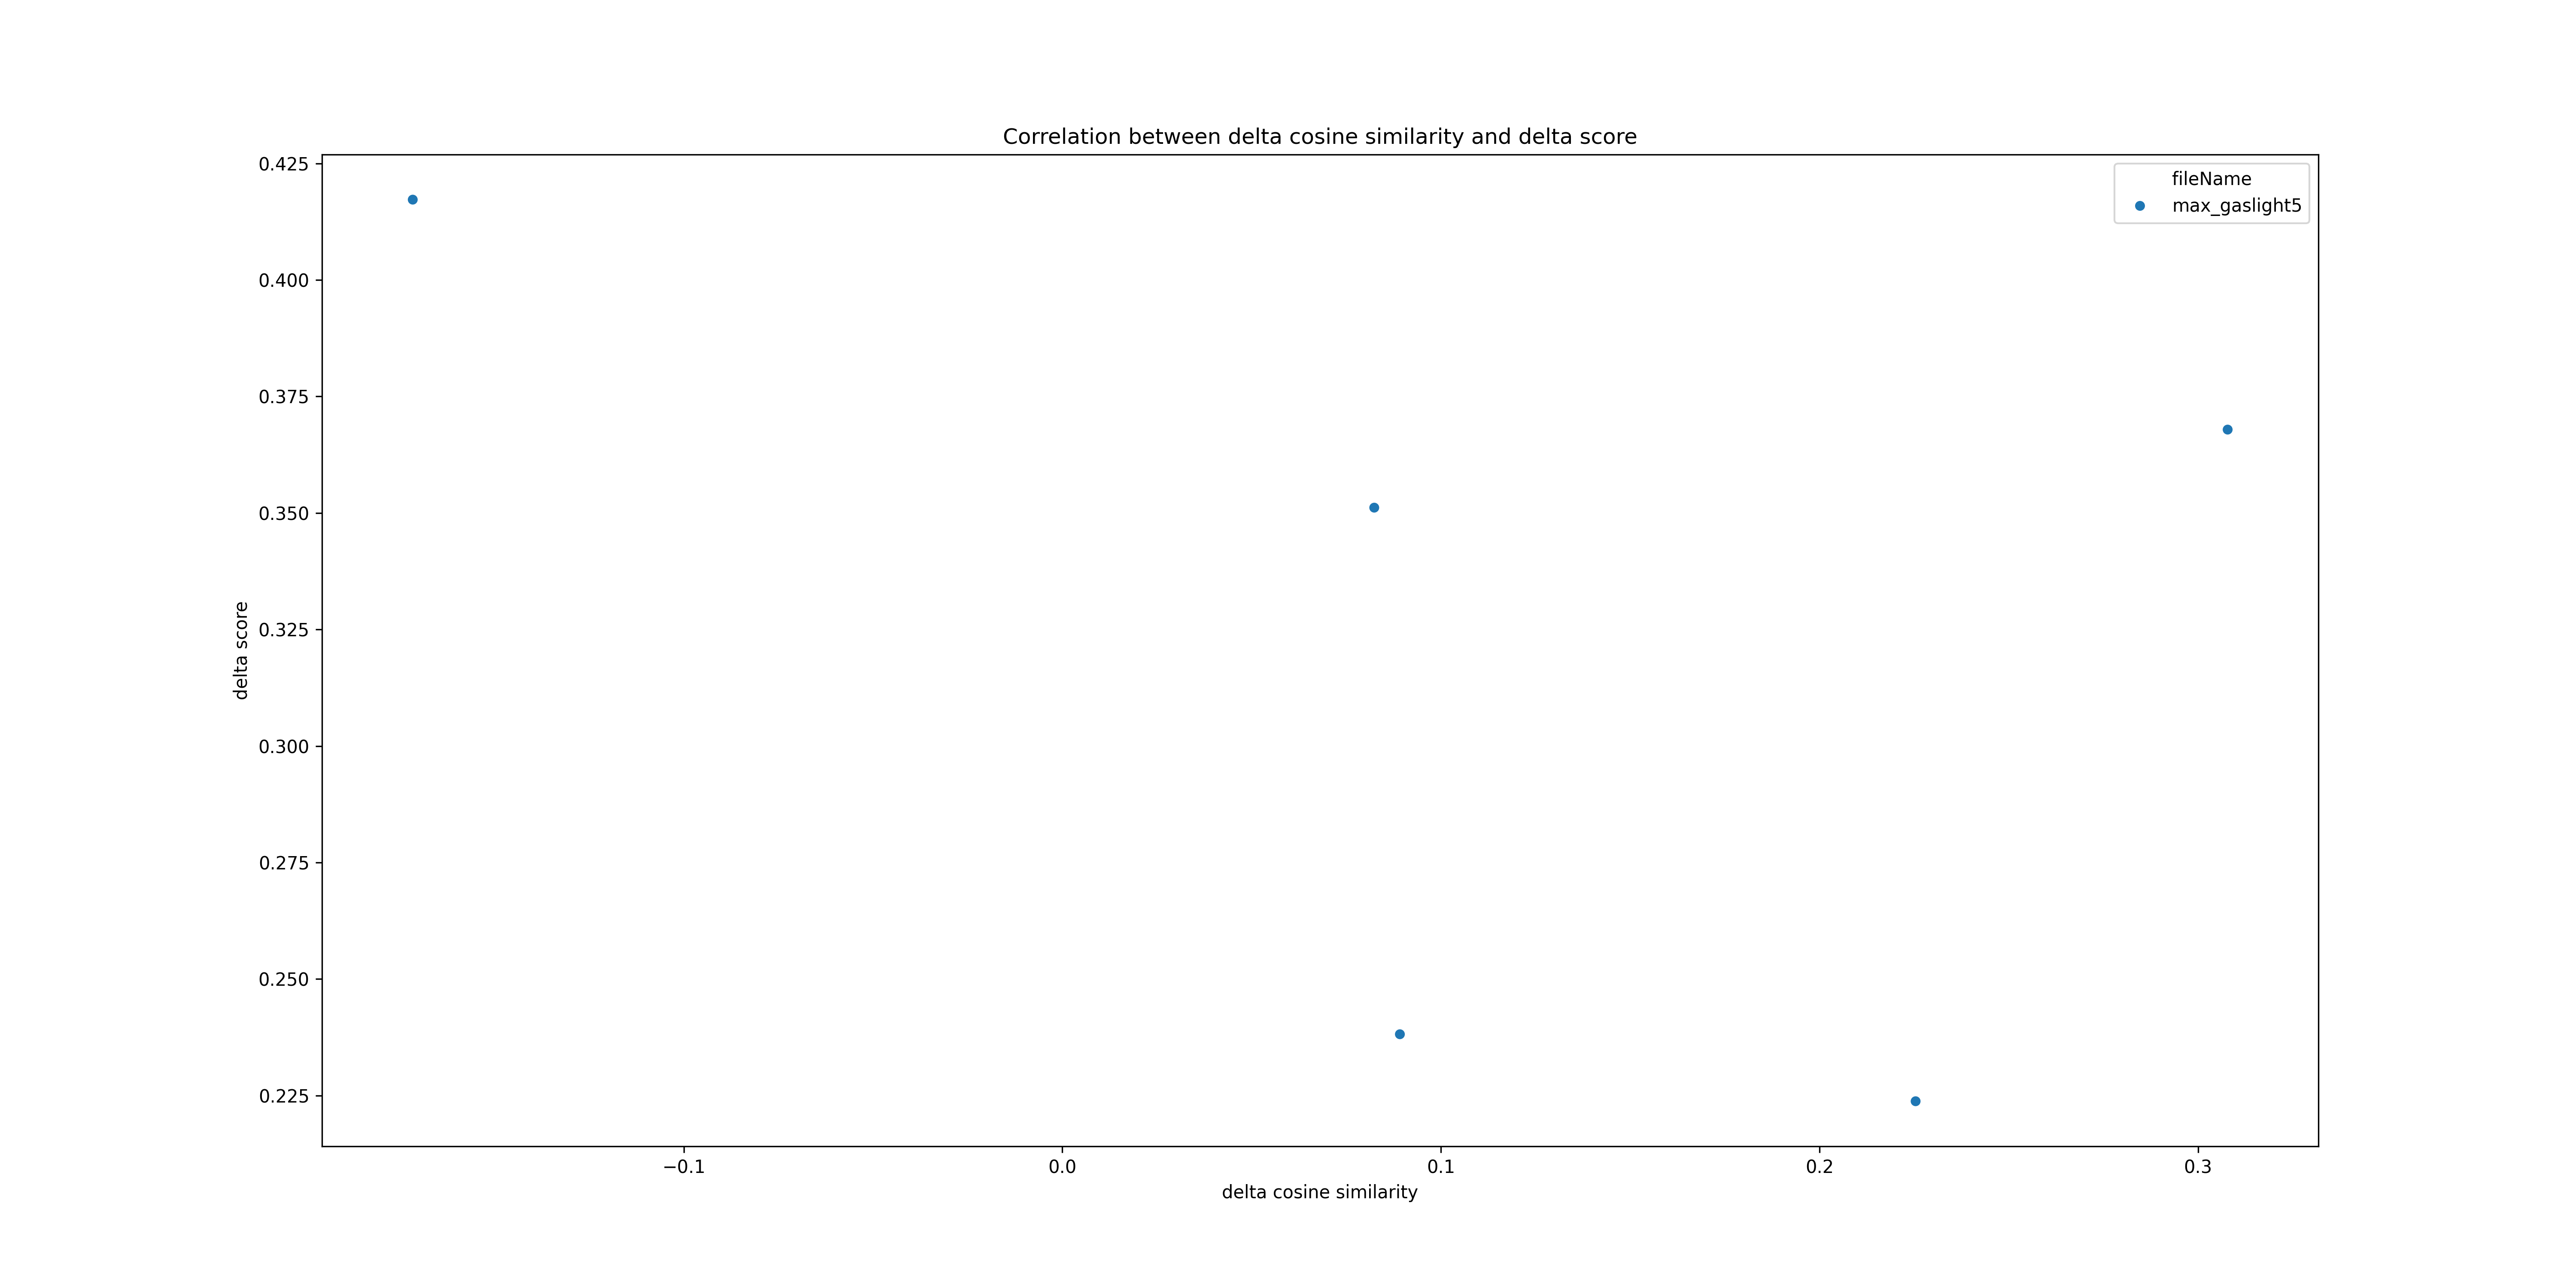 Correlation between delta cosine similarity and delta score
fileName
max_gaslight5
0.425
0.400
0.375
0.350
0.325
0.300
0.275
0.250
0.225
delta score
−0.1
0.0
0.1
0.2
0.3
delta cosine similarity